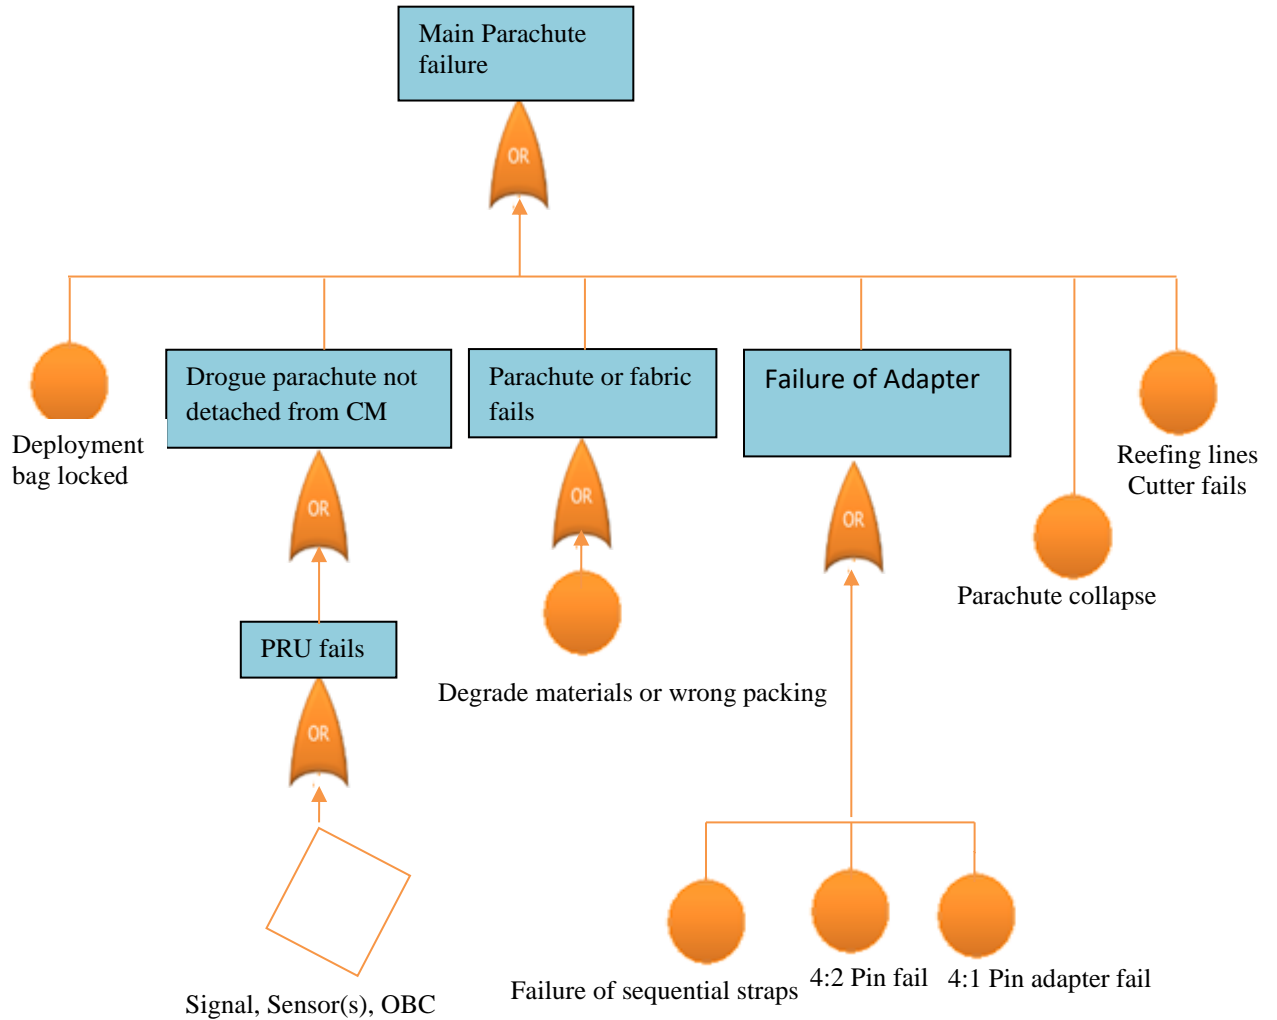 Main Parachute
failure
OR
Drogue parachute not
detached from CM
Parachute or fabric
fails
Failure of Adapter
Deployment
bag locked
Reefing lines
Cutter fails
OR
OR
OR
Parachute collapse
PRU fails
Degrade materials or wrong packing
OR
Signal, Sensor(s), OBC
Failure of sequential straps
4:2 Pin fail
4:1 Pin adapter fail